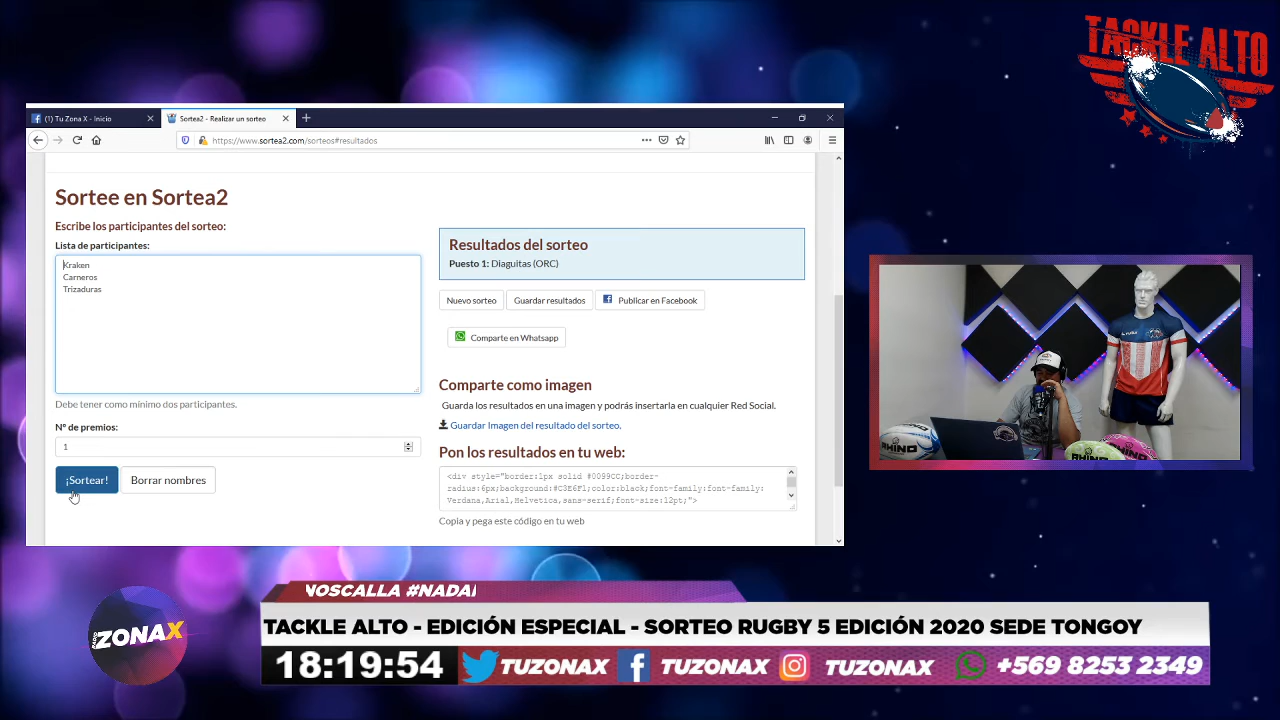 TACKLE ALTO
(1) Tu Zona X - Inicio
Sortea2 - Realizar un sorteo
https://www.sortea2.com/sorteos#resultados
Sortee en Sortea2
Escribe los participantes del sorteo:
Lista de participantes:
Kraken
Carneros
Trizaduras
Debe tener como mínimo dos participantes.
Nº de premios:
1
¡Sortear!
Borrar nombres
Resultados del sorteo
Puesto 1: Diaguitas (ORC)
Nuevo sorteo
Guardar resultados
Publicar en Facebook
Comparte en Whatsapp
Comparte como imagen
Guarda los resultados en una imagen y podrás insertarla en cualquier Red Social.
Guardar Imagen del resultado del sorteo.
Pon los resultados en tu web:
<div style="border:1px solid #0099CC;border-
radius:6px;background:#C3E6F1;color:black;font-family:font-family:
Verdana,Arial,Helvetica,sans-serif;font-size:12pt;">
Copia y pega este código en tu web
RHINO
RHINO
RHINO
NOSCALLA #NADA
ZONAX
TACKLE ALTO - EDICIÓN ESPECIAL - SORTEO RUGBY 5 EDICIÓN 2020 SEDE TONGOY
18:19:54
TUZONAX
TUZONAX
TUZONAX
+569 8253 2349